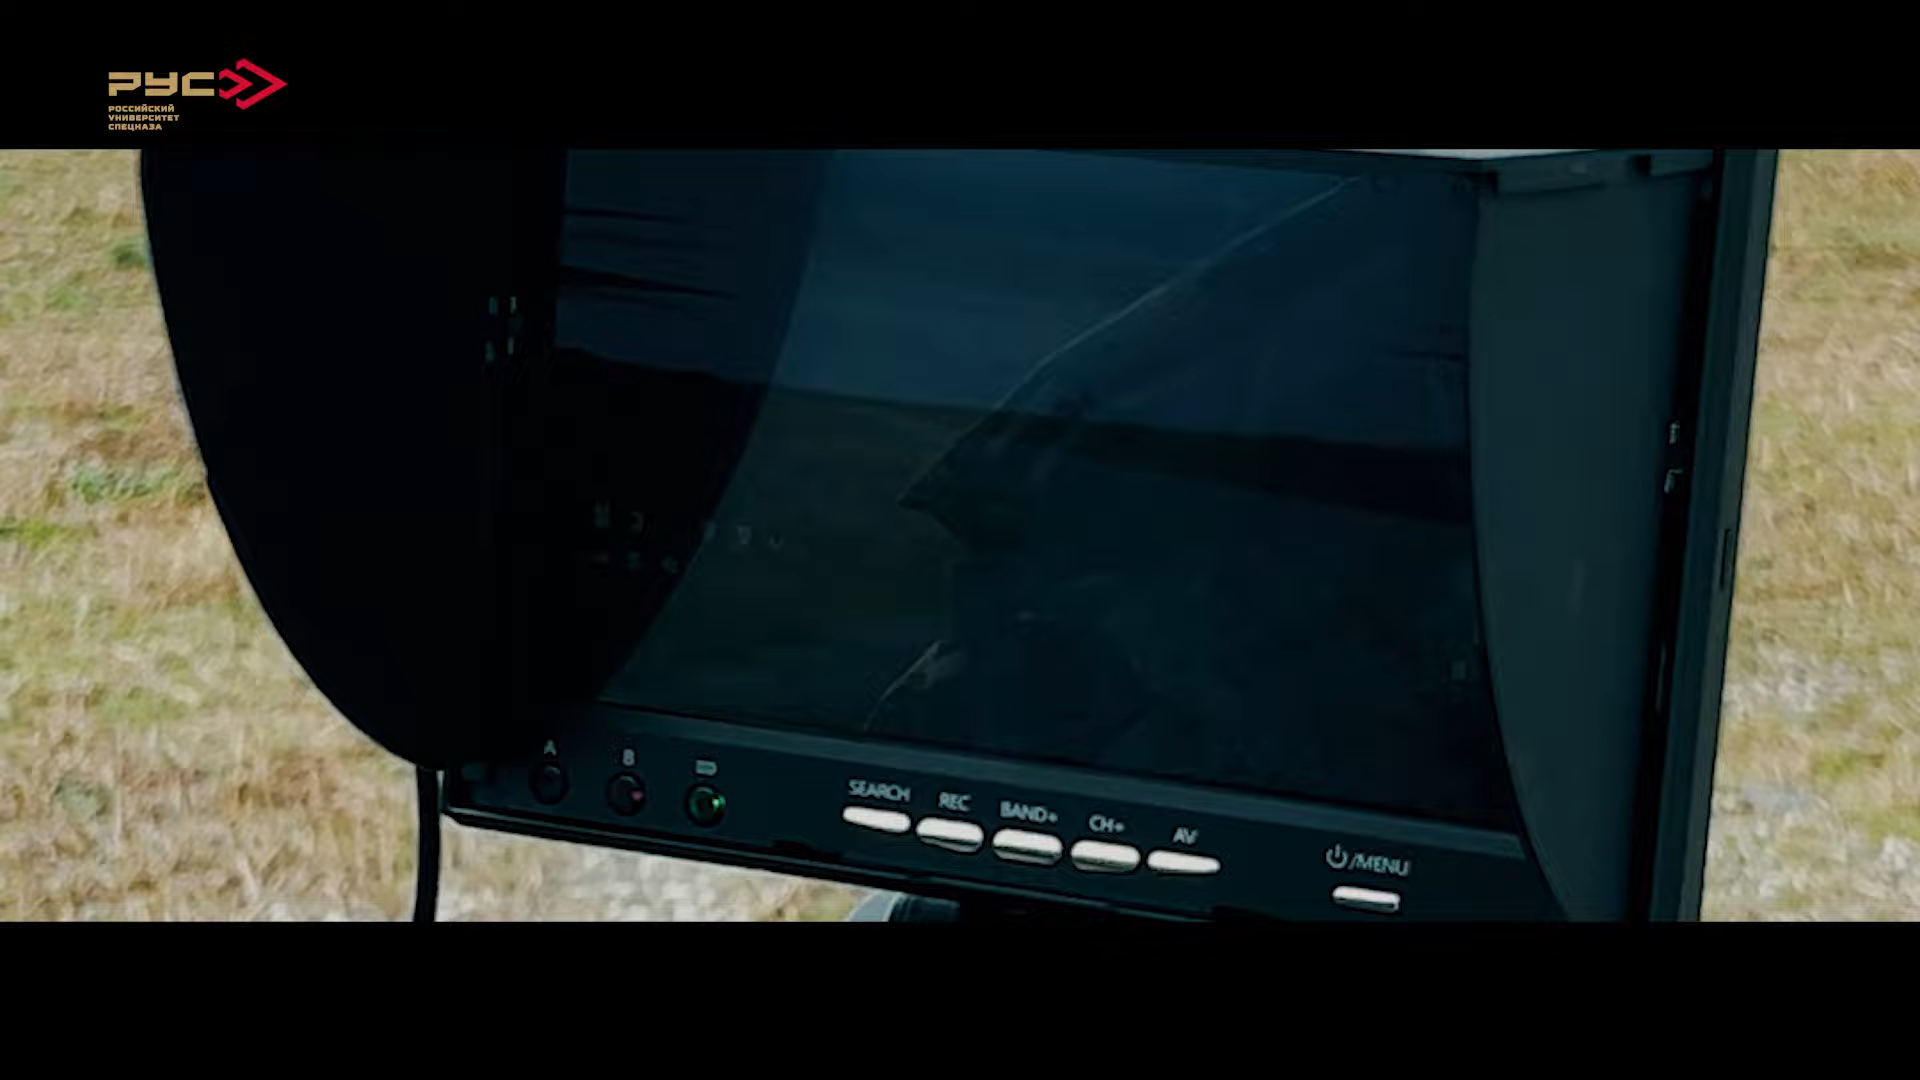 РУС
РОССИЙСКИЙ
УНИВЕРСИТЕТ
СПЕЦНАЗА
A B
SEARCH REC BAND+ CH+ AV
/MENU